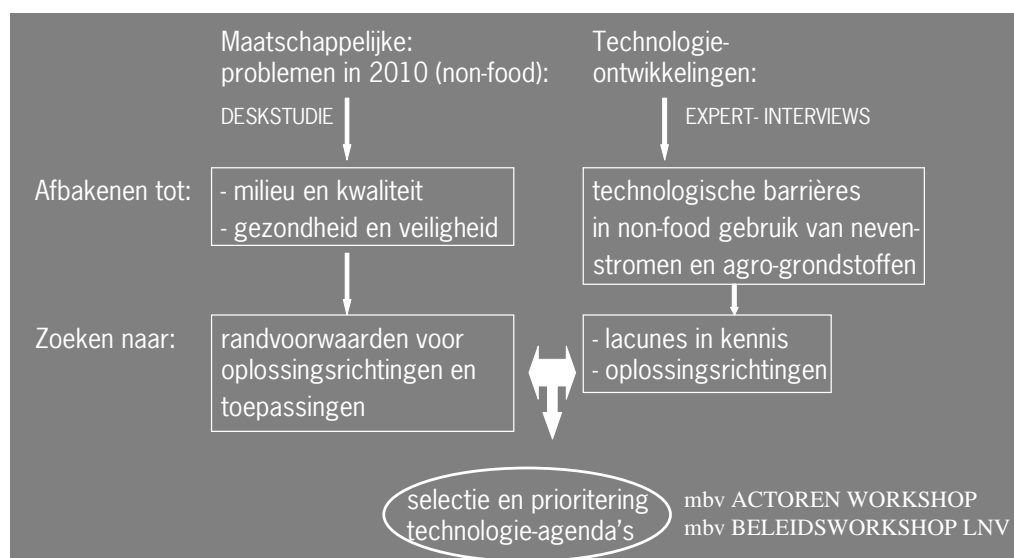 Maatschappelijke:
problemen in 2010 (non-food):
Technologie-
ontwikkelingen:
DESKSTUDIE
EXPERT- INTERVIEWS
Afbakenen tot:
- milieu en kwaliteit
- gezondheid en veiligheid
technologische barrières
in non-food gebruik van neven-
stromen en agro-grondstoffen
Zoeken naar:
randvoorwaarden voor
oplossingsrichtingen en
toepassingen
- lacunes in kennis
- oplossingsrichtingen
selectie en prioritering
technologie-agenda's
mbv ACTOREN WORKSHOP
mbv BELEIDSWORKSHOP LNV